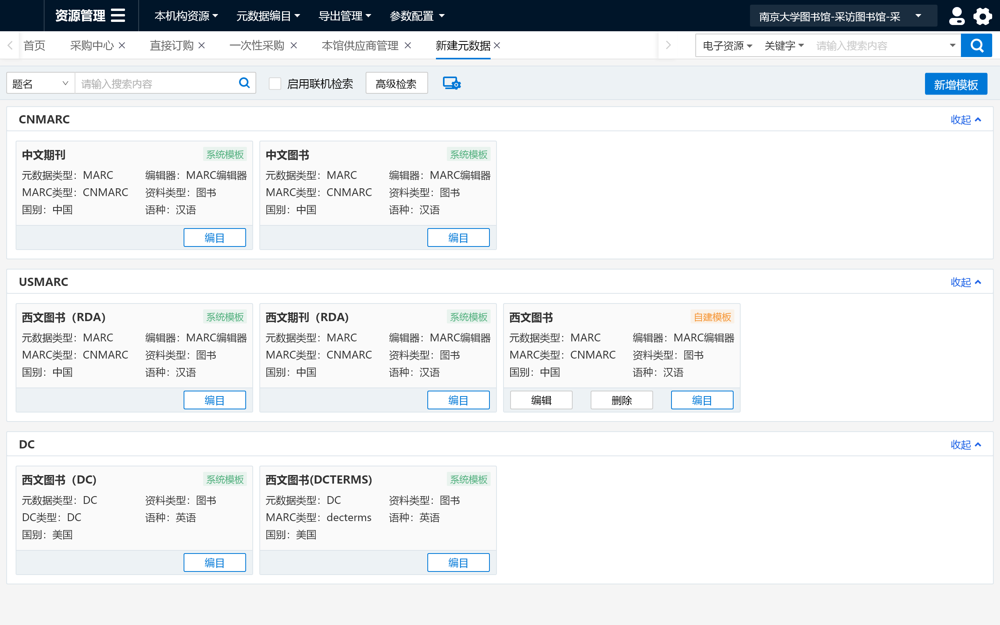 资源管理 本机构资源 元数据编目 导出管理 参数配置 南京大学图书馆-采访图书馆-采
首页 采购中心 直接订购 一次性采购 本馆供应商管理 新建元数据 电子资源 关键字 请输入搜索内容
题名 请输入搜索内容 启用联机检索 高级检索 新增模板
CNMARC 收起
中文期刊 系统模板
元数据类型：MARC 编辑器：MARC编辑器
MARC类型：CNMARC 资料类型：图书
国别：中国 语种：汉语
编目
中文图书 系统模板
元数据类型：MARC 编辑器：MARC编辑器
MARC类型：CNMARC 资料类型：图书
国别：中国 语种：汉语
编目
USMARC 收起
西文图书（RDA） 系统模板
元数据类型：MARC 编辑器：MARC编辑器
MARC类型：CNMARC 资料类型：图书
国别：中国 语种：汉语
编目
西文期刊（RDA) 系统模板
元数据类型：MARC 编辑器：MARC编辑器
MARC类型：CNMARC 资料类型：图书
国别：中国 语种：汉语
编目
西文图书 自建模板
元数据类型：MARC 编辑器：MARC编辑器
MARC类型：CNMARC 资料类型：图书
国别：中国 语种：汉语
编辑 删除 编目
DC 收起
西文图书（DC) 系统模板
元数据类型：DC 资料类型：图书
DC类型：DC 语种：英语
国别：美国
编目
西文图书(DCTERMS) 系统模板
元数据类型：DC 资料类型：图书
MARC类型：decterms 语种：英语
国别：美国
编目